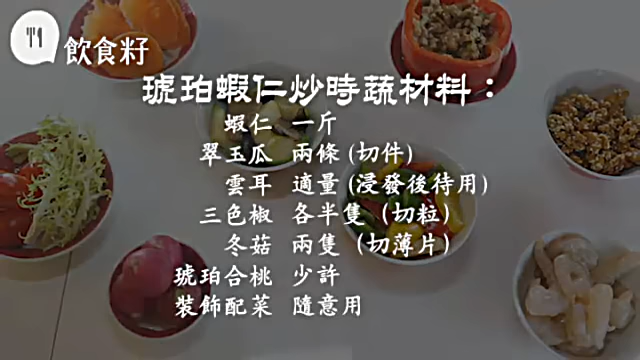 飲食籽
琥珀蝦仁炒時蔬材料：
蝦仁 一斤
翠玉瓜 兩條 (切件)
雲耳 適量 (浸發後待用)
三色椒 各半隻 (切粒)
冬菇 兩隻 (切薄片)
琥珀合桃 少許
裝飾配菜 隨意用